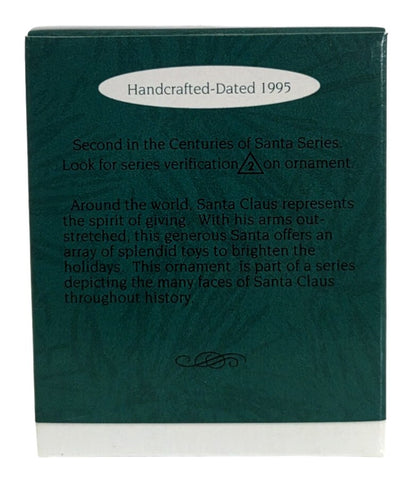 Handcrafted-Dated 1995
Second in the Centuries of Santa Series.
Look for series verification 2 on ornament.
Around the world, Santa Claus represents
the spirit of giving. With his arms out-
stretched, this generous Santa offers an
array of splendid toys to brighten the
holidays. This ornament is part of a series
depicting the many faces of Santa Claus
throughout history.